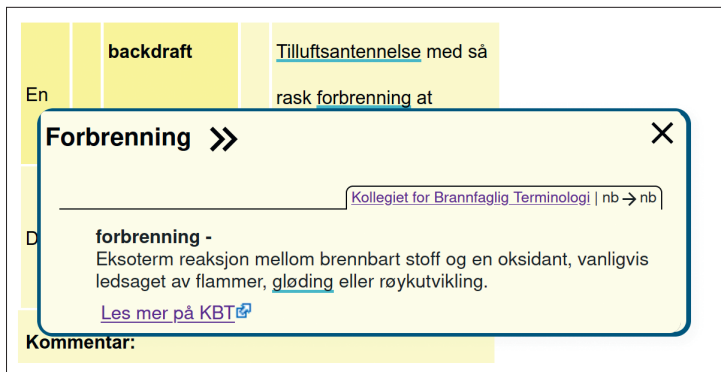 backdraft
Tilluftsantennelse med så
En
rask forbrenning at
Forbrenning
Kollegiet for Brannfaglig Terminologi | nb → nb
D
forbrenning -
Eksoterm reaksjon mellom brennbart stoff og en oksidant, vanligvis
ledsaget av flammer, gløding eller røykutvikling.
Les mer på KBT
Kommentar: